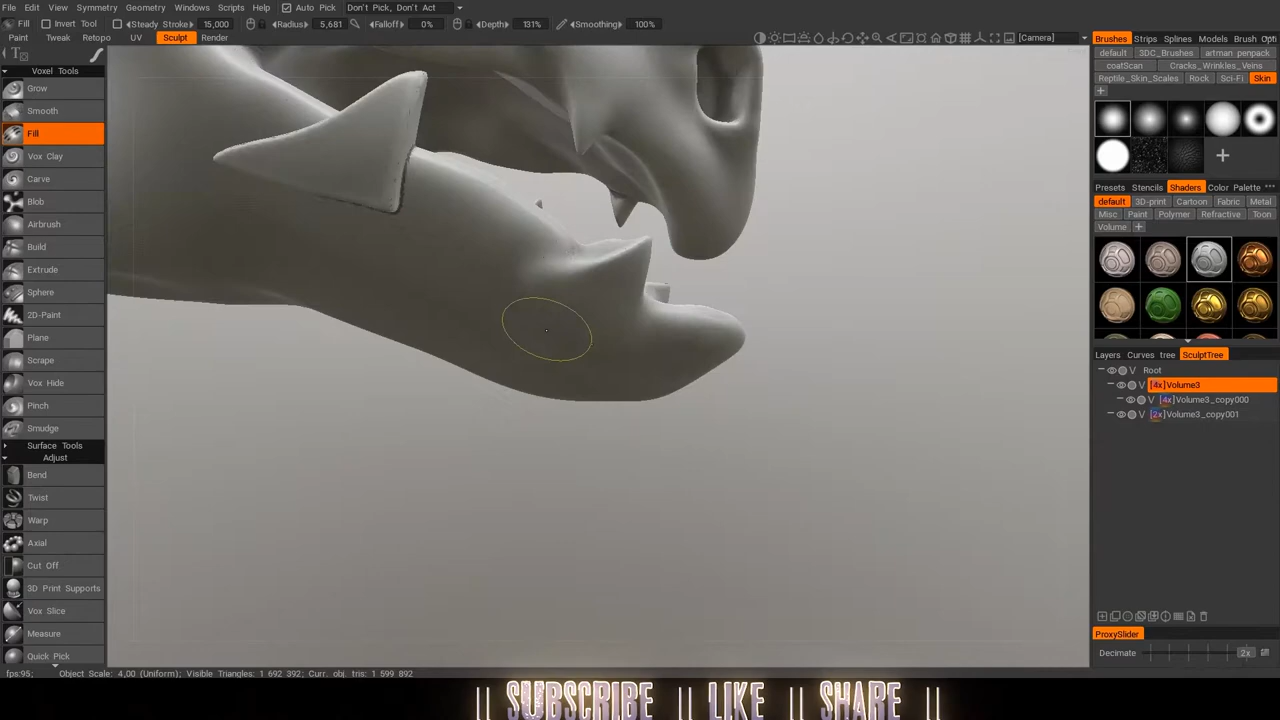 File Edit View Symmetry Geometry Windows Scripts Help Auto Pick Don't Pick, Don't Act
Fill Invert Tool Steady Stroke 15,000 Radius 5,681 Falloff 0% Depth 131% Smoothing 100%
Paint Tweak Retopo UV Sculpt Render [Camera]
Voxel Tools
Grow
Smooth
Fill
Vox Clay
Carve
Blob
Airbrush
Build
Extrude
Sphere
2D-Paint
Plane
Scrape
Vox Hide
Pinch
Smudge
Surface Tools
Adjust
Bend
Twist
Warp
Axial
Cut Off
3D Print Supports
Vox Slice
Measure
Quick Pick
Brushes Strips Splines Models Brush Opti
default 3DC_Brushes artman penpack
coatScan Cracks_Wrinkles_Veins
Reptile_Skin_Scales Rock Sci-Fi Skin
Presets Stencils Shaders Color Palette
default 3D-print Cartoon Fabric Metal
Misc Paint Polymer Refractive Toon
Volume
Layers Curves tree SculptTree
V Root
V [4x]Volume3
V [4x]Volume3_copy000
V [2x]Volume3_copy001
ProxySlider
Decimate 2x
fps:95, Object Scale: 4,00 (Uniform); Visible Triangles: 1 692 392; Curr. obj. tris: 1 599 892
|| SUBSCRIBE || LIKE || SHARE ||